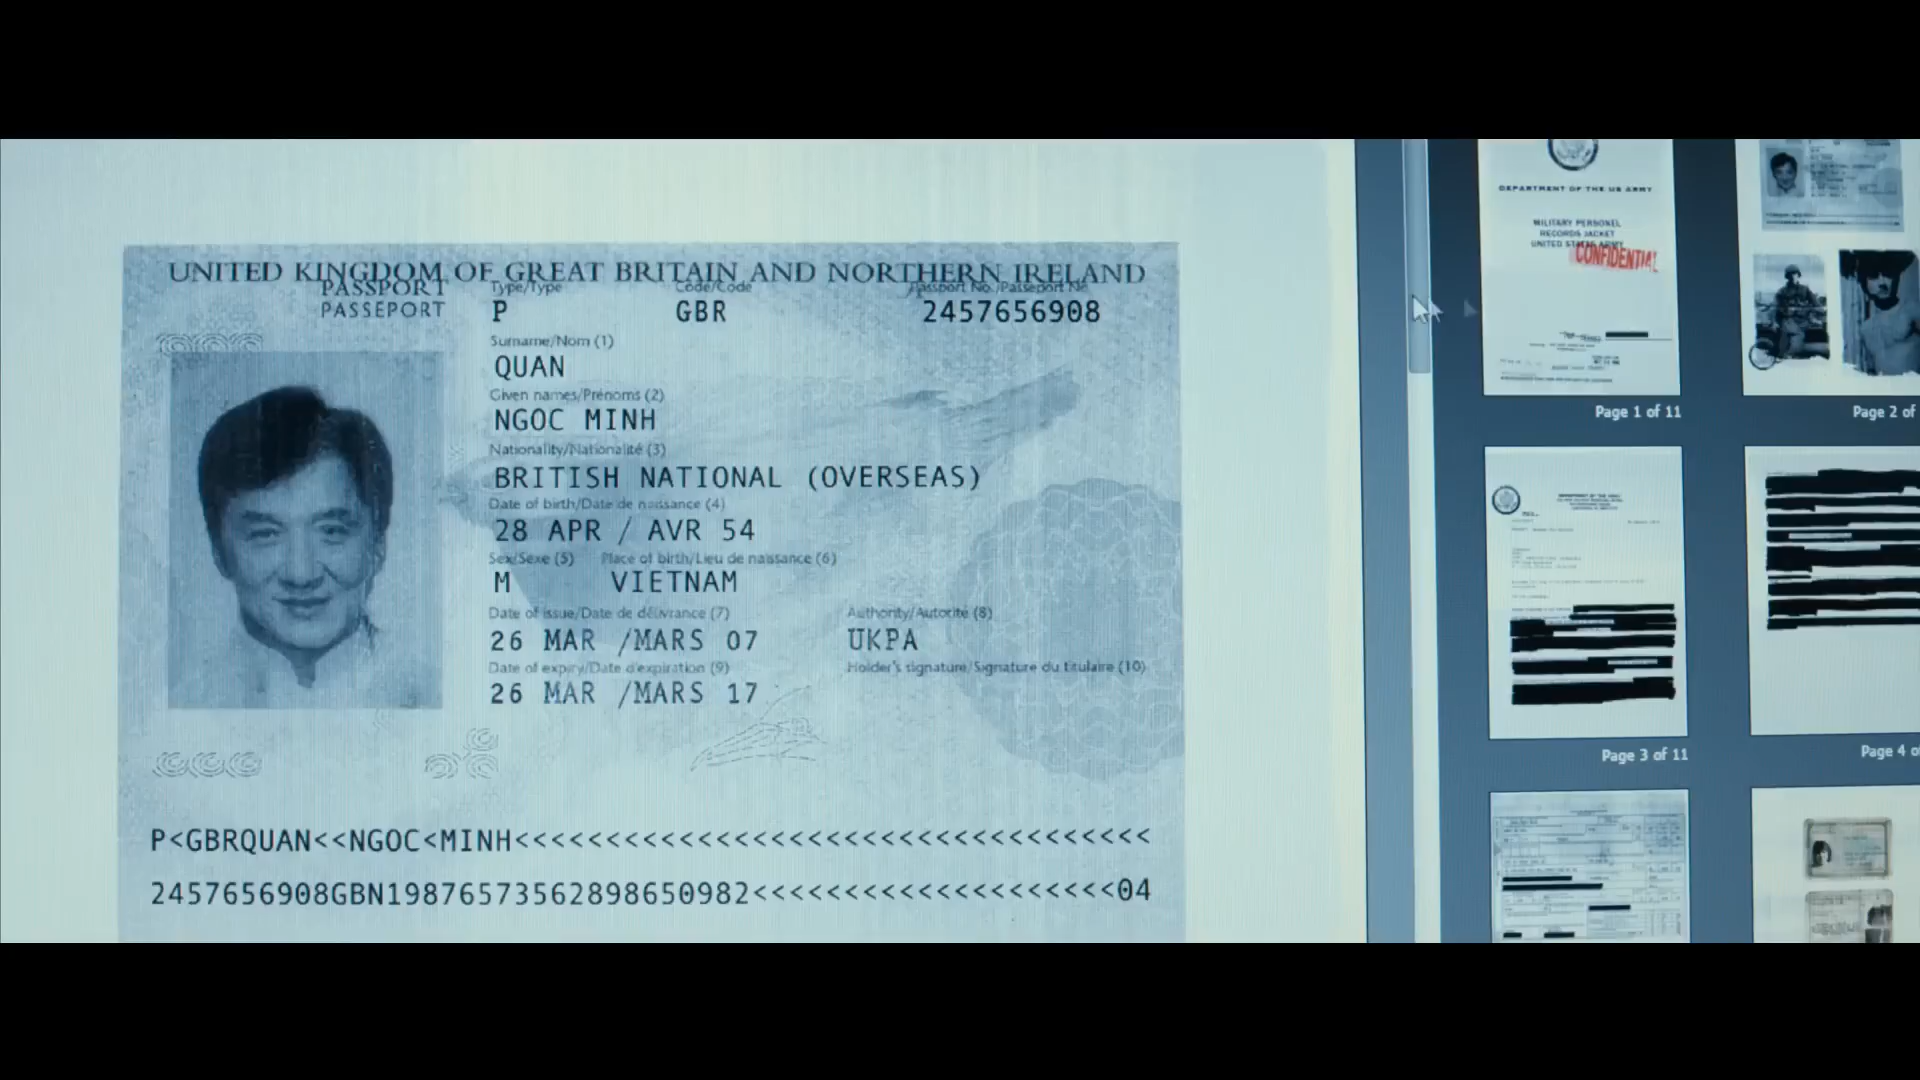 UNITED KINGDOM OF GREAT BRITAIN AND NORTHERN IRELAND
PASSPORT
PASSEPORT
Type/Type
P
Code/Code
GBR
Passport No./Passeport No.
2457656908
Surname/Nom (1)
QUAN
Given names/Prénoms (2)
NGOC MINH
Nationality/Nationalité (3)
BRITISH NATIONAL (OVERSEAS)
Date of birth/Date de naissance (4)
28 APR / AVR 54
Sex/Sexe (5) Place of birth/Lieu de naissance (6)
M VIETNAM
Date of issue/Date de délivrance (7)
26 MAR /MARS 07
Authority/Autorité (8)
UKPA
Date of expiry/Date d'expiration (9)
26 MAR /MARS 17
Holder's signature/Signature du titulaire (10)
P<GBRQUAN<<NGOC<MINH<<<<<<<<<<<<<<<<<<<<<<<<<<<<<<<<<<<
2457656908GBN19876573562898650982<<<<<<<<<<<<<<<<<<<<04
DEPARTMENT OF THE US ARMY
MILITARY PERSONEL
RECORDS JACKET
UNITED STATES ARMY
CONFIDENTIAL
Page 1 of 11
Page 2 of
Page 3 of 11
Page 4 o